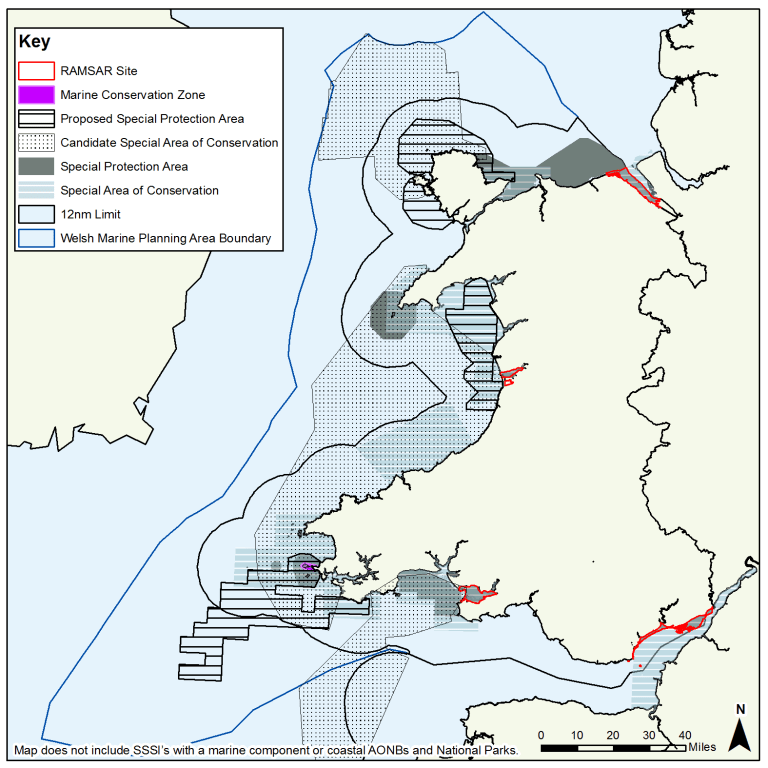 Key
RAMSAR Site
Marine Conservation Zone
Proposed Special Protection Area
Candidate Special Area of Conservation
Special Protection Area
Special Area of Conservation
12nm Limit
Welsh Marine Planning Area Boundary
N
0 10 20 30 40
Miles
Map does not include SSSI's with a marine component or coastal AONBs and National Parks.